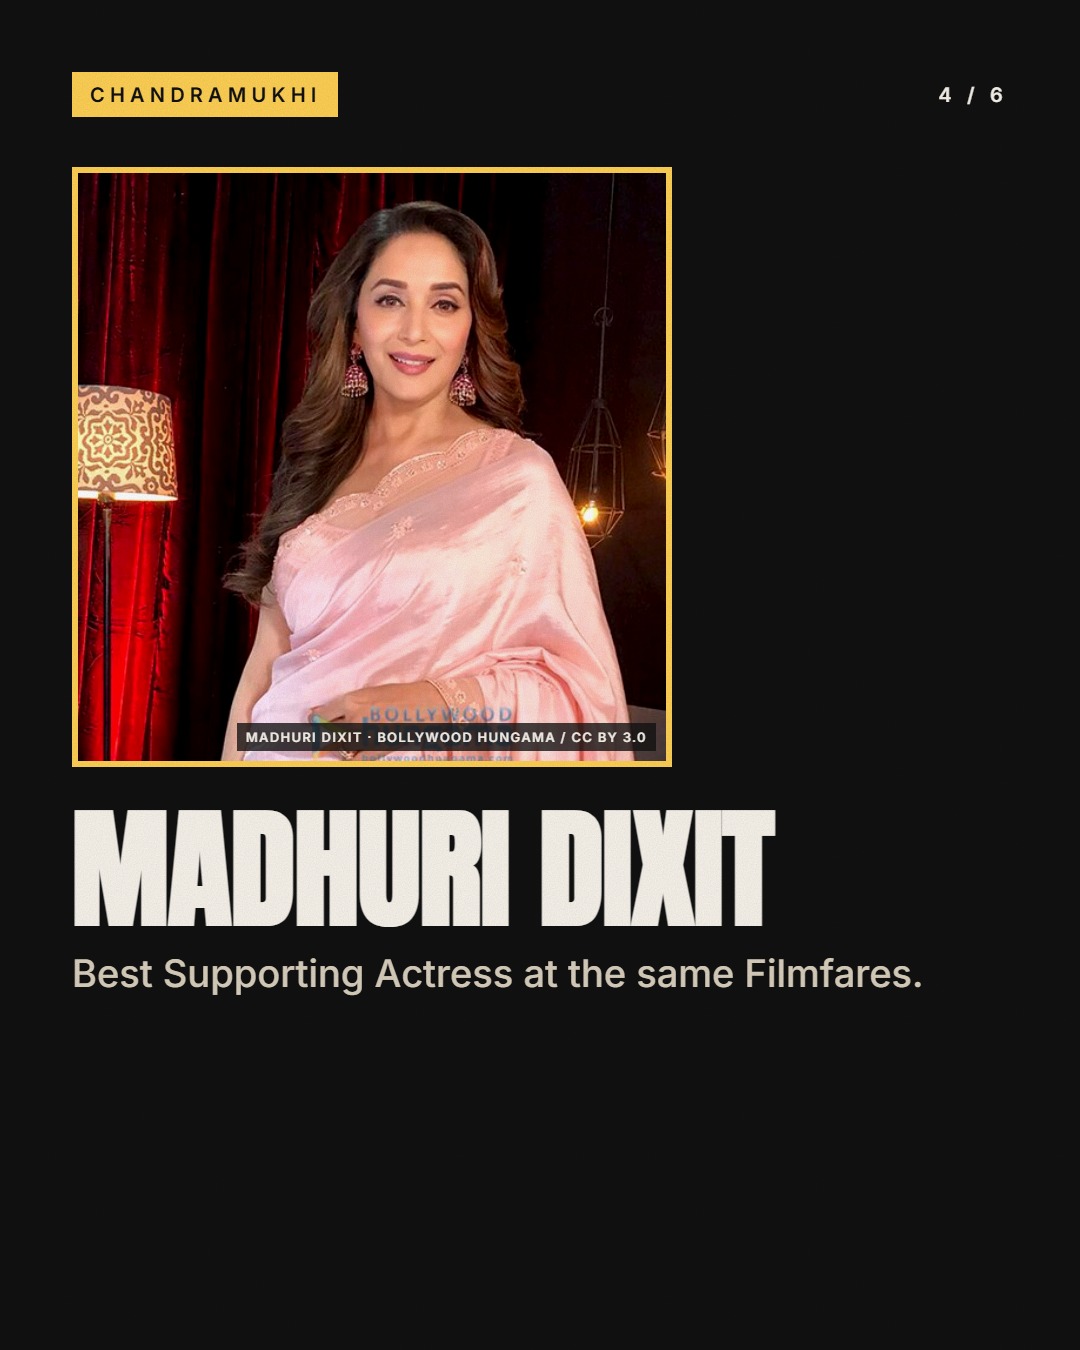 CHANDRAMUKHI
4 / 6
BOLLYWOOD
MADHURI DIXIT · BOLLYWOOD HUNGAMA / CC BY 3.0
MADHURI DIXIT
Best Supporting Actress at the same Filmfares.